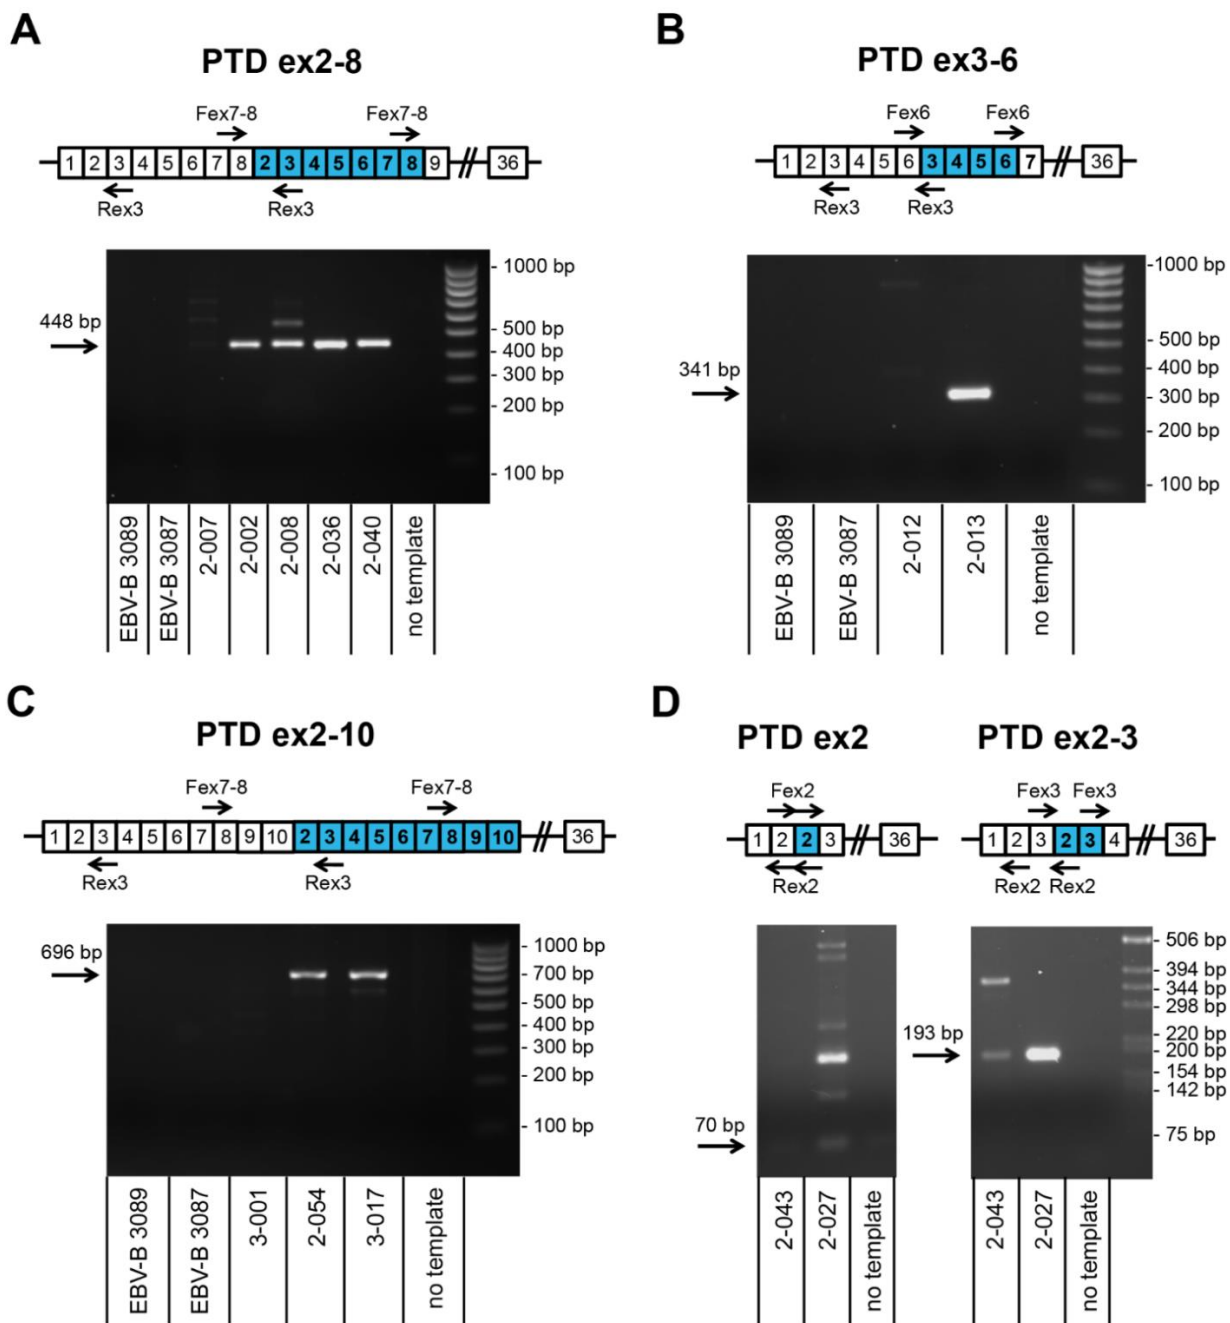 A
PTD ex2-8
Fex7-8 Fex7-8
1 2 3 4 5 6 7 8 2 3 4 5 6 7 8 9 // 36
Rex3 Rex3
448 bp
- 1000 bp
- 500 bp
- 400 bp
- 300 bp
- 200 bp
- 100 bp
EBV-B 3089
EBV-B 3087
2-007
2-002
2-008
2-036
2-040
no template
B
PTD ex3-6
Fex6 Fex6
1 2 3 4 5 6 3 4 5 6 7 // 36
Rex3 Rex3
341 bp
-1000 bp
- 500 bp
- 400 bp
- 300 bp
- 200 bp
- 100 bp
EBV-B 3089
EBV-B 3087
2-012
2-013
no template
C
PTD ex2-10
Fex7-8 Fex7-8
1 2 3 4 5 6 7 8 9 10 2 3 4 5 6 7 8 9 10 // 36
Rex3 Rex3
696 bp
- 1000 bp
- 700 bp
- 500 bp
- 400 bp
- 300 bp
- 200 bp
- 100 bp
EBV-B 3089
EBV-B 3087
3-001
2-054
3-017
no template
D
PTD ex2
Fex2
1 2 2 3 // 36
Rex2
70 bp
2-043
2-027
no template
PTD ex2-3
Fex3 Fex3
1 2 3 2 3 4 // 36
Rex2 Rex2
193 bp
- 506 bp
- 394 bp
- 344 bp
- 298 bp
- 220 bp
- 200 bp
- 154 bp
- 142 bp
- 75 bp
2-043
2-027
no template